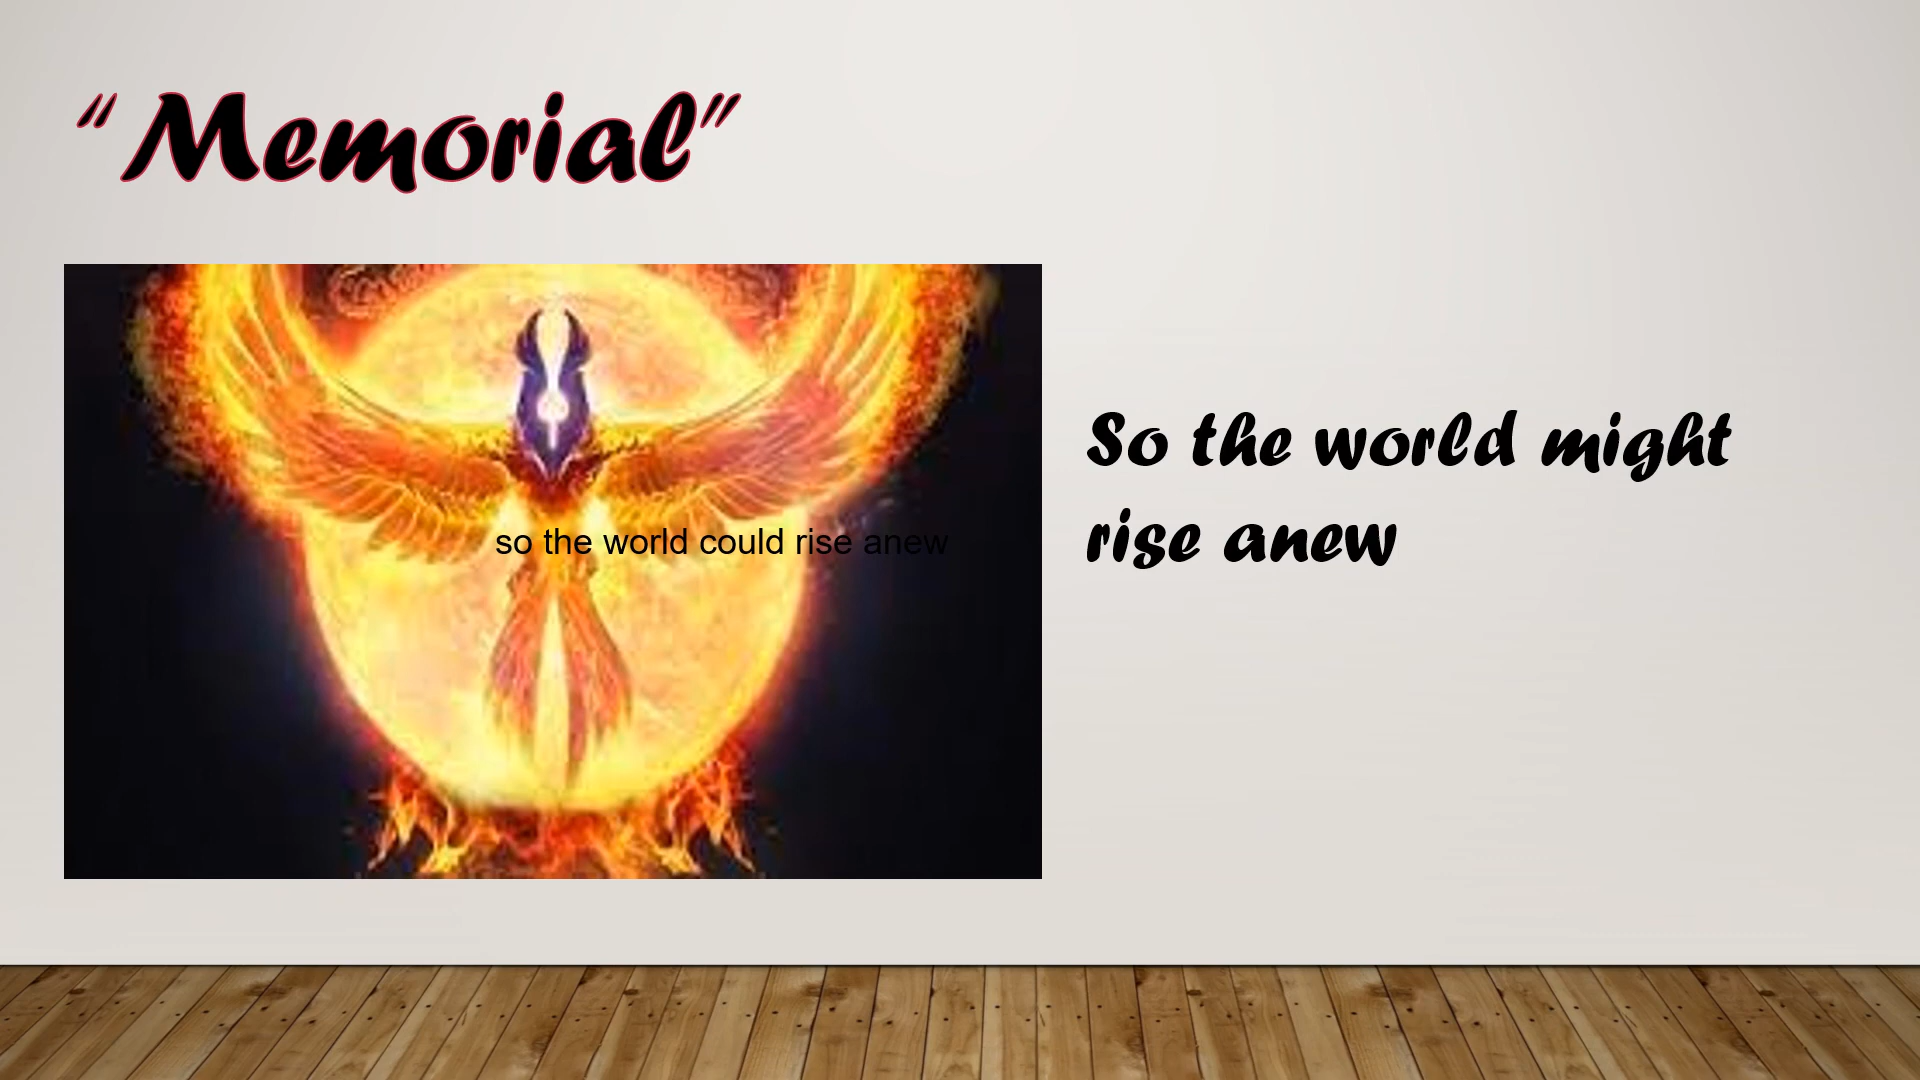 “Memorial”
so the world could rise anew
So the world might
rise anew